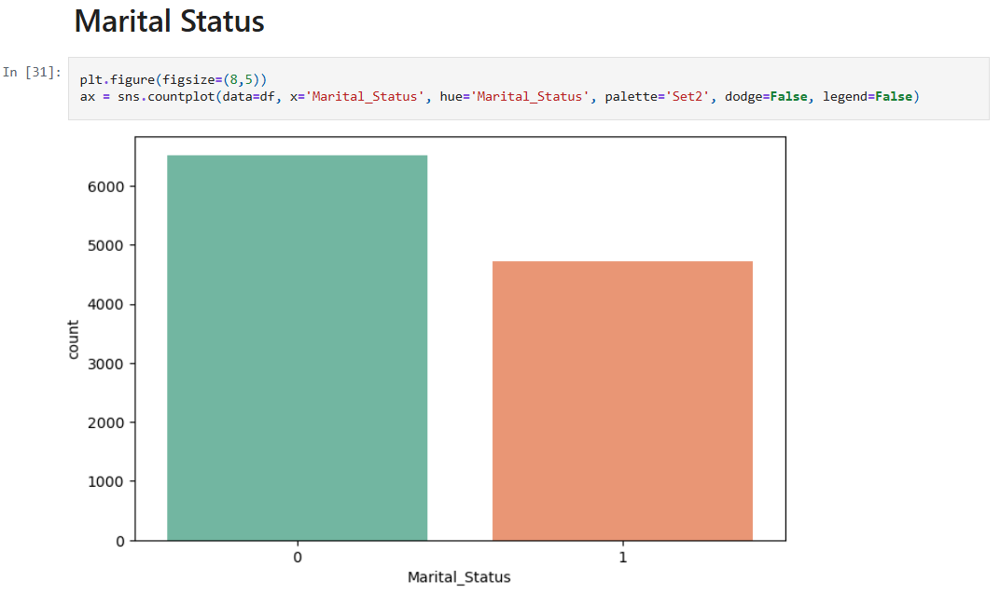 Marital Status
In [31]:
plt.figure(figsize=(8,5))
ax = sns.countplot(data=df, x='Marital_Status', hue='Marital_Status', palette='Set2', dodge=False, legend=False)
6000
5000
4000
3000
2000
1000
0
count
0 1
Marital_Status